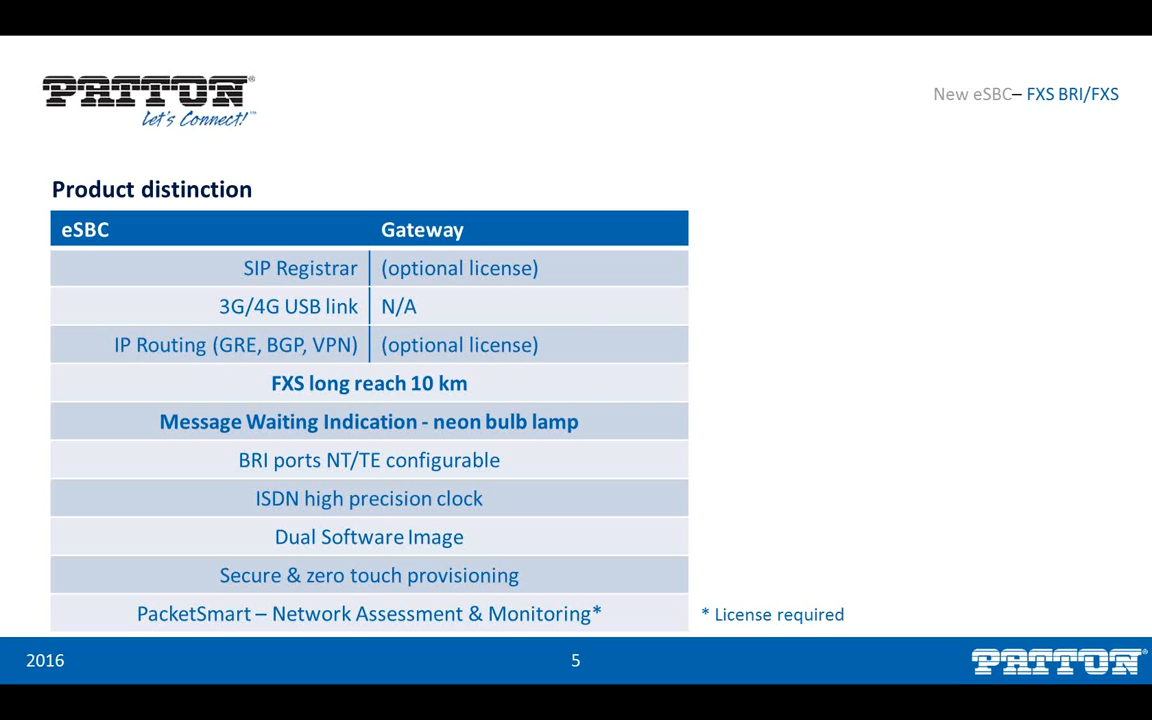 PATTON®
Let's Connect!™
New eSBC– FXS BRI/FXS
Product distinction
eSBC Gateway
SIP Registrar (optional license)
3G/4G USB link N/A
IP Routing (GRE, BGP, VPN) (optional license)
FXS long reach 10 km
Message Waiting Indication - neon bulb lamp
BRI ports NT/TE configurable
ISDN high precision clock
Dual Software Image
Secure & zero touch provisioning
PacketSmart – Network Assessment & Monitoring* * License required
2016 5 PATTON®